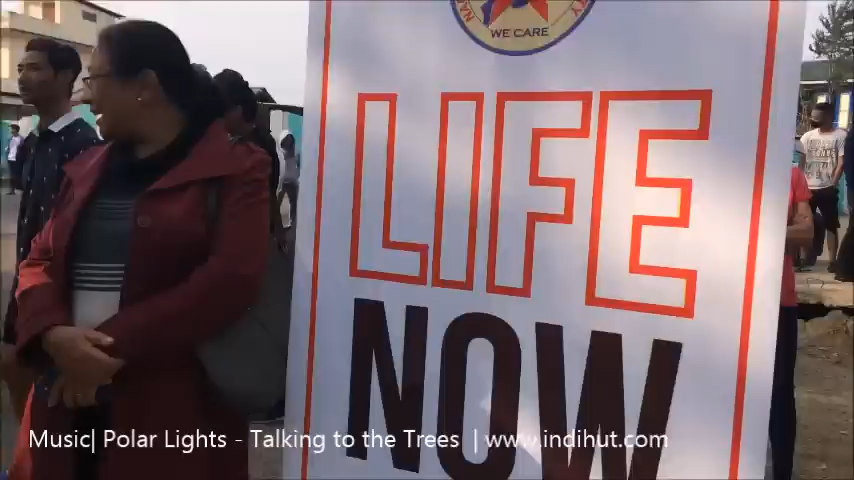 WE CARE
LIFE
NOW
Music| Polar Lights - Talking to the Trees | www.indihut.com